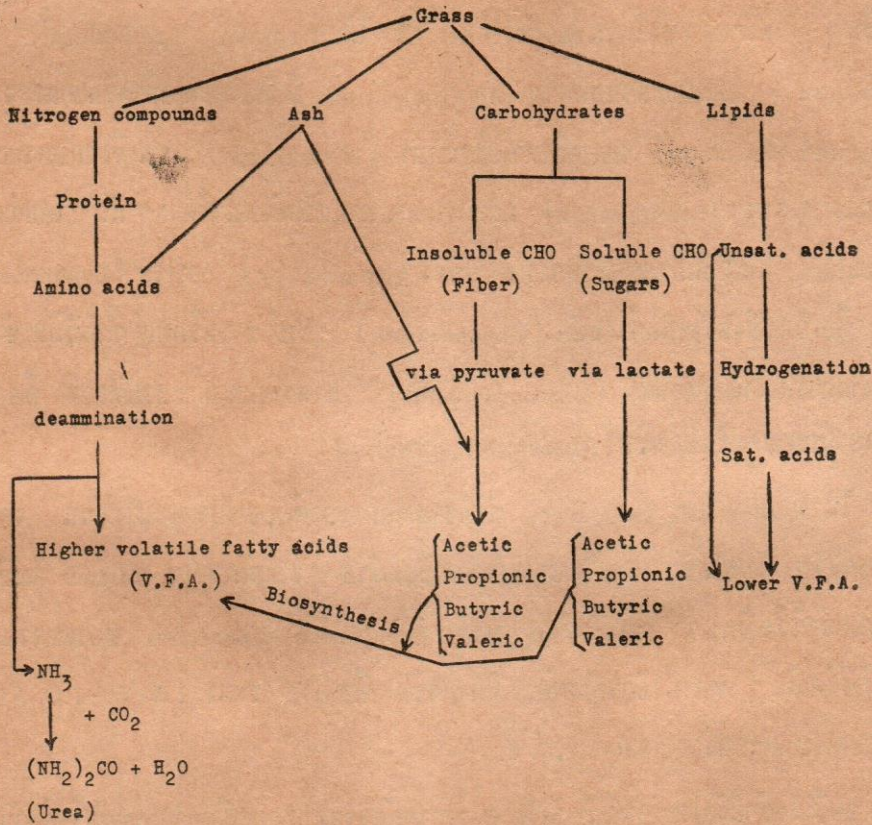 Grass
Nitrogen compounds Ash Carbohydrates Lipids
Protein
Insoluble CHO Soluble CHO Unsat. acids
(Fiber) (Sugars)
Amino acids
via pyruvate via lactate Hydrogenation
deammination
Sat. acids
Higher volatile fatty acids
(V.F.A.)
Acetic Acetic
Propionic Propionic
Butyric Butyric
Valeric Valeric
Lower V.F.A.
Biosynthesis
NH3
+ CO2
(NH2)2CO + H2O
(Urea)